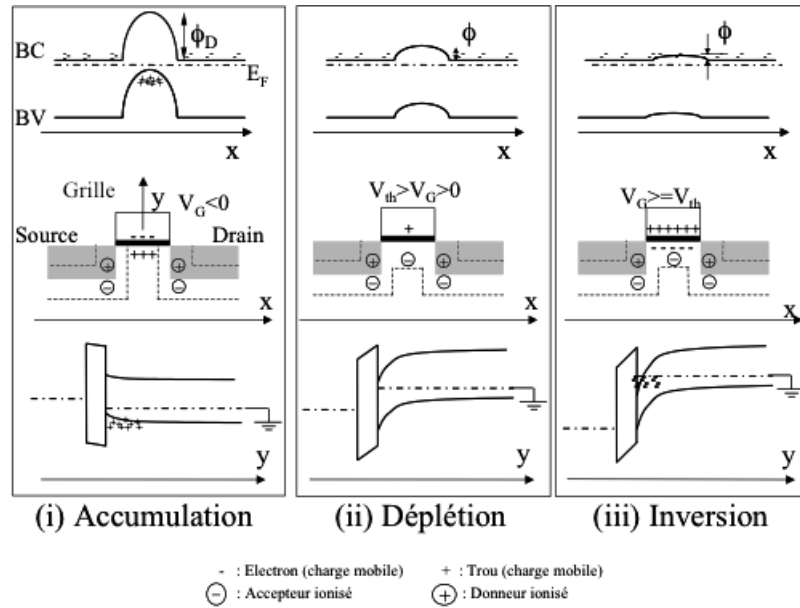 BC
ϕD
EF
BV
x
Grille
y
VG<0
Source
Drain
x
y
(i) Accumulation
ϕ
x
Vth>VG>0
x
y
(ii) Déplétion
ϕ
x
VG>=Vth
x
y
(iii) Inversion
- : Electron (charge mobile)
+ : Trou (charge mobile)
⊖ : Accepteur ionisé
⊕ : Donneur ionisé